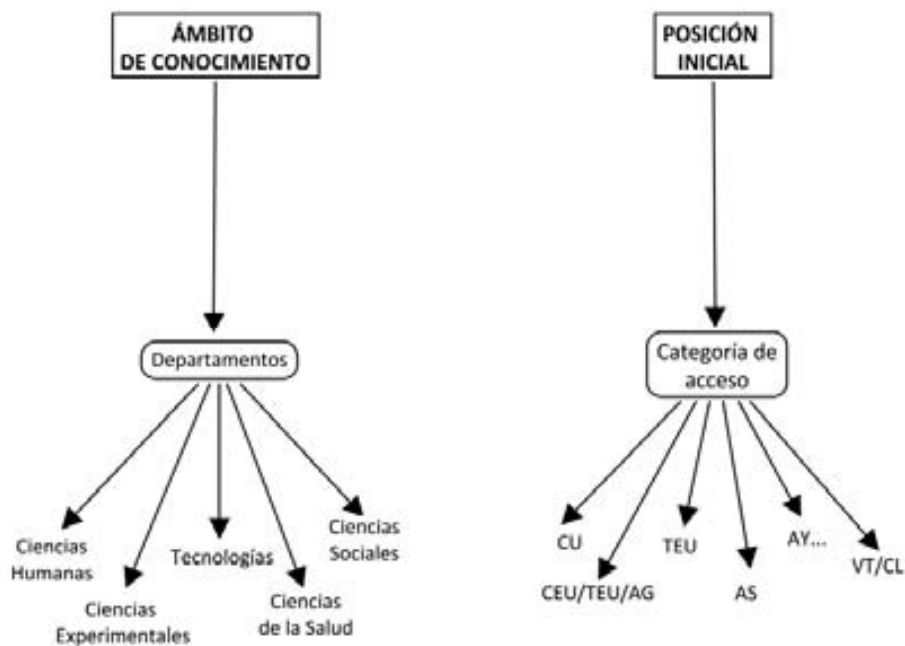 ÁMBITO
DE CONOCIMIENTO
POSICIÓN
INICIAL
Departamentos
Categoría de
acceso
Ciencias
Humanas
Ciencias
Experimentales
Tecnologías
Ciencias
de la Salud
Ciencias
Sociales
CU
CEU/TEU/AG
TEU
AS
AY...
VT/CL